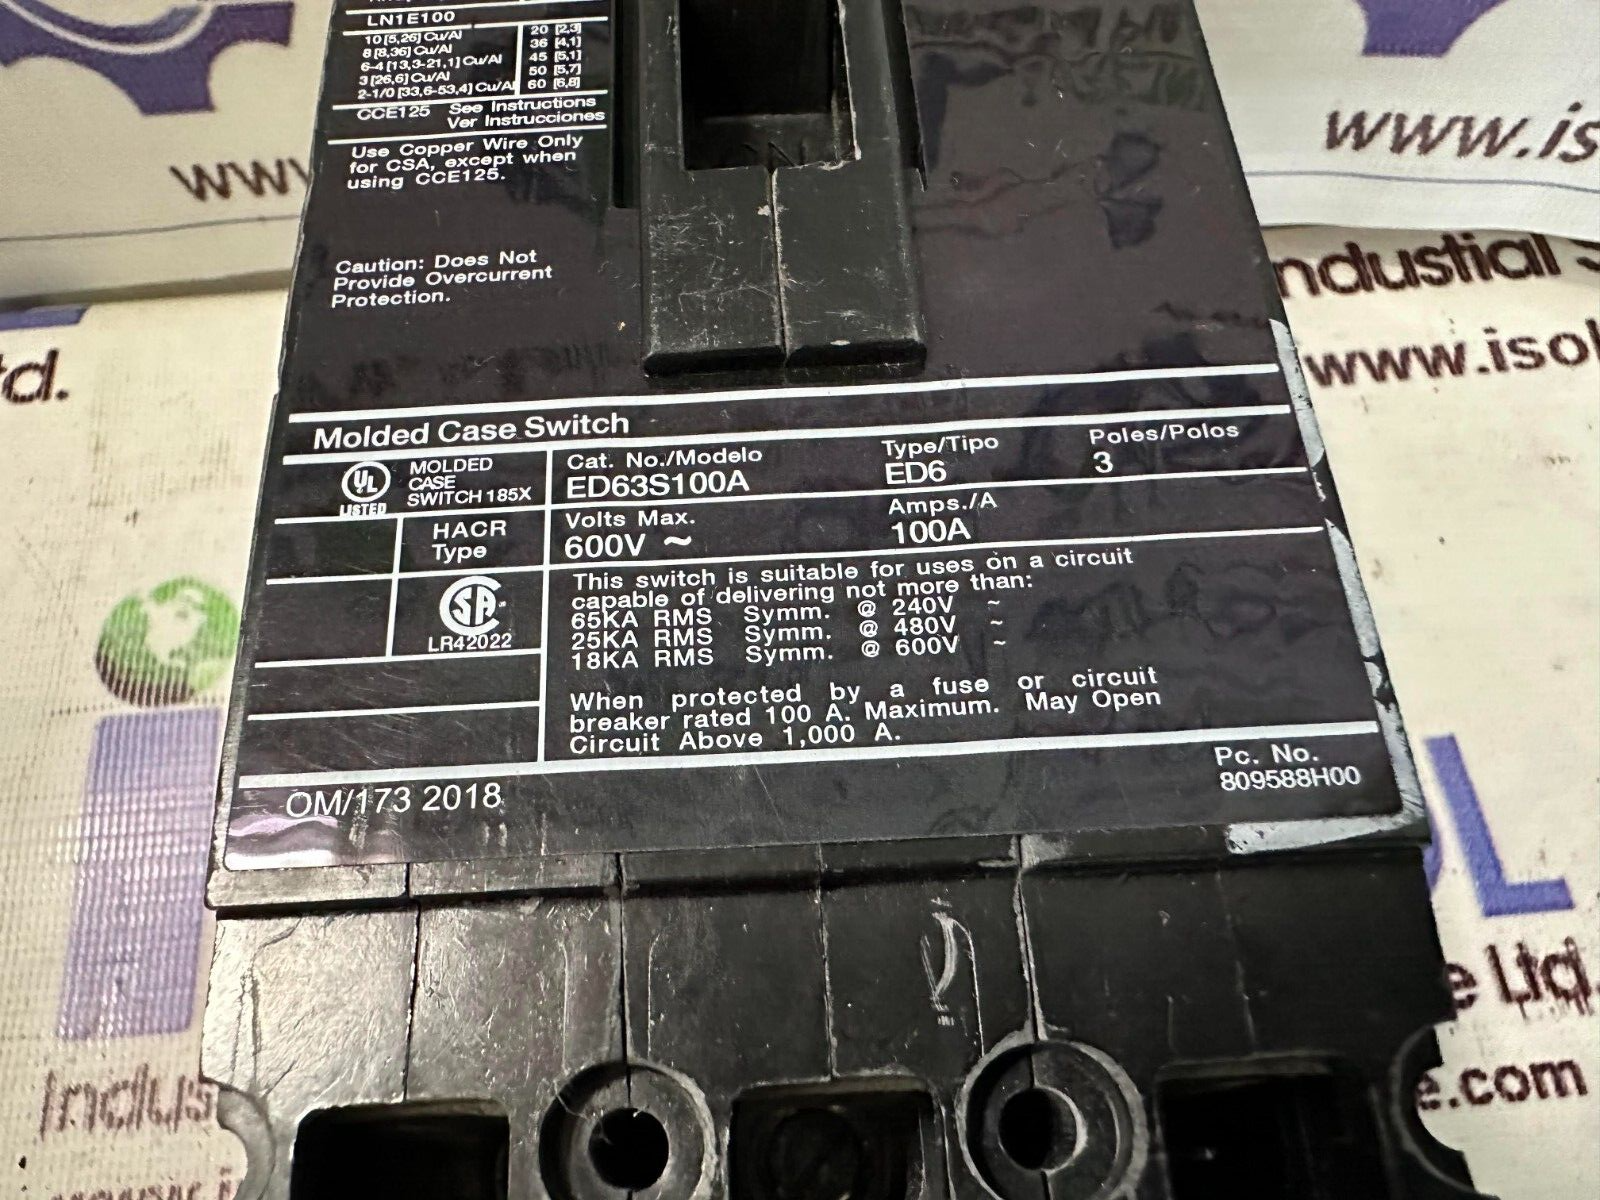 LN1E100
10 [5,26] Cu/Al 20 [2,3]
8 [8,36] Cu/Al 36 [4,1]
6-4 [13,3-21,1] Cu/Al 45 [5,1]
3 [26,6] Cu/Al 50 [5,7]
2-1/0 [33,6-53,4] Cu/Al 60 [6,8]
CCE125 See Instructions
Ver Instrucciones
Use Copper Wire Only
for CSA, except when
using CCE125.
Caution: Does Not
Provide Overcurrent
Protection.
Molded Case Switch
UL
LISTED
MOLDED
CASE
SWITCH 185X
Cat. No./Modelo
ED63S100A
Type/Tipo
ED6
Poles/Polos
3
HACR
Type
Volts Max.
600V ~
Amps./A
100A
SA
LR42022
This switch is suitable for uses on a circuit
capable of delivering not more than:
65KA RMS Symm. @ 240V ~
25KA RMS Symm. @ 480V ~
18KA RMS Symm. @ 600V ~
When protected by a fuse or circuit
breaker rated 100 A. Maximum. May Open
Circuit Above 1,000 A.
OM/173 2018
Pc. No.
809588H00
www
www.is
ndustial S
www.isol
td.
OL
e Ltd.
Indus
e.com